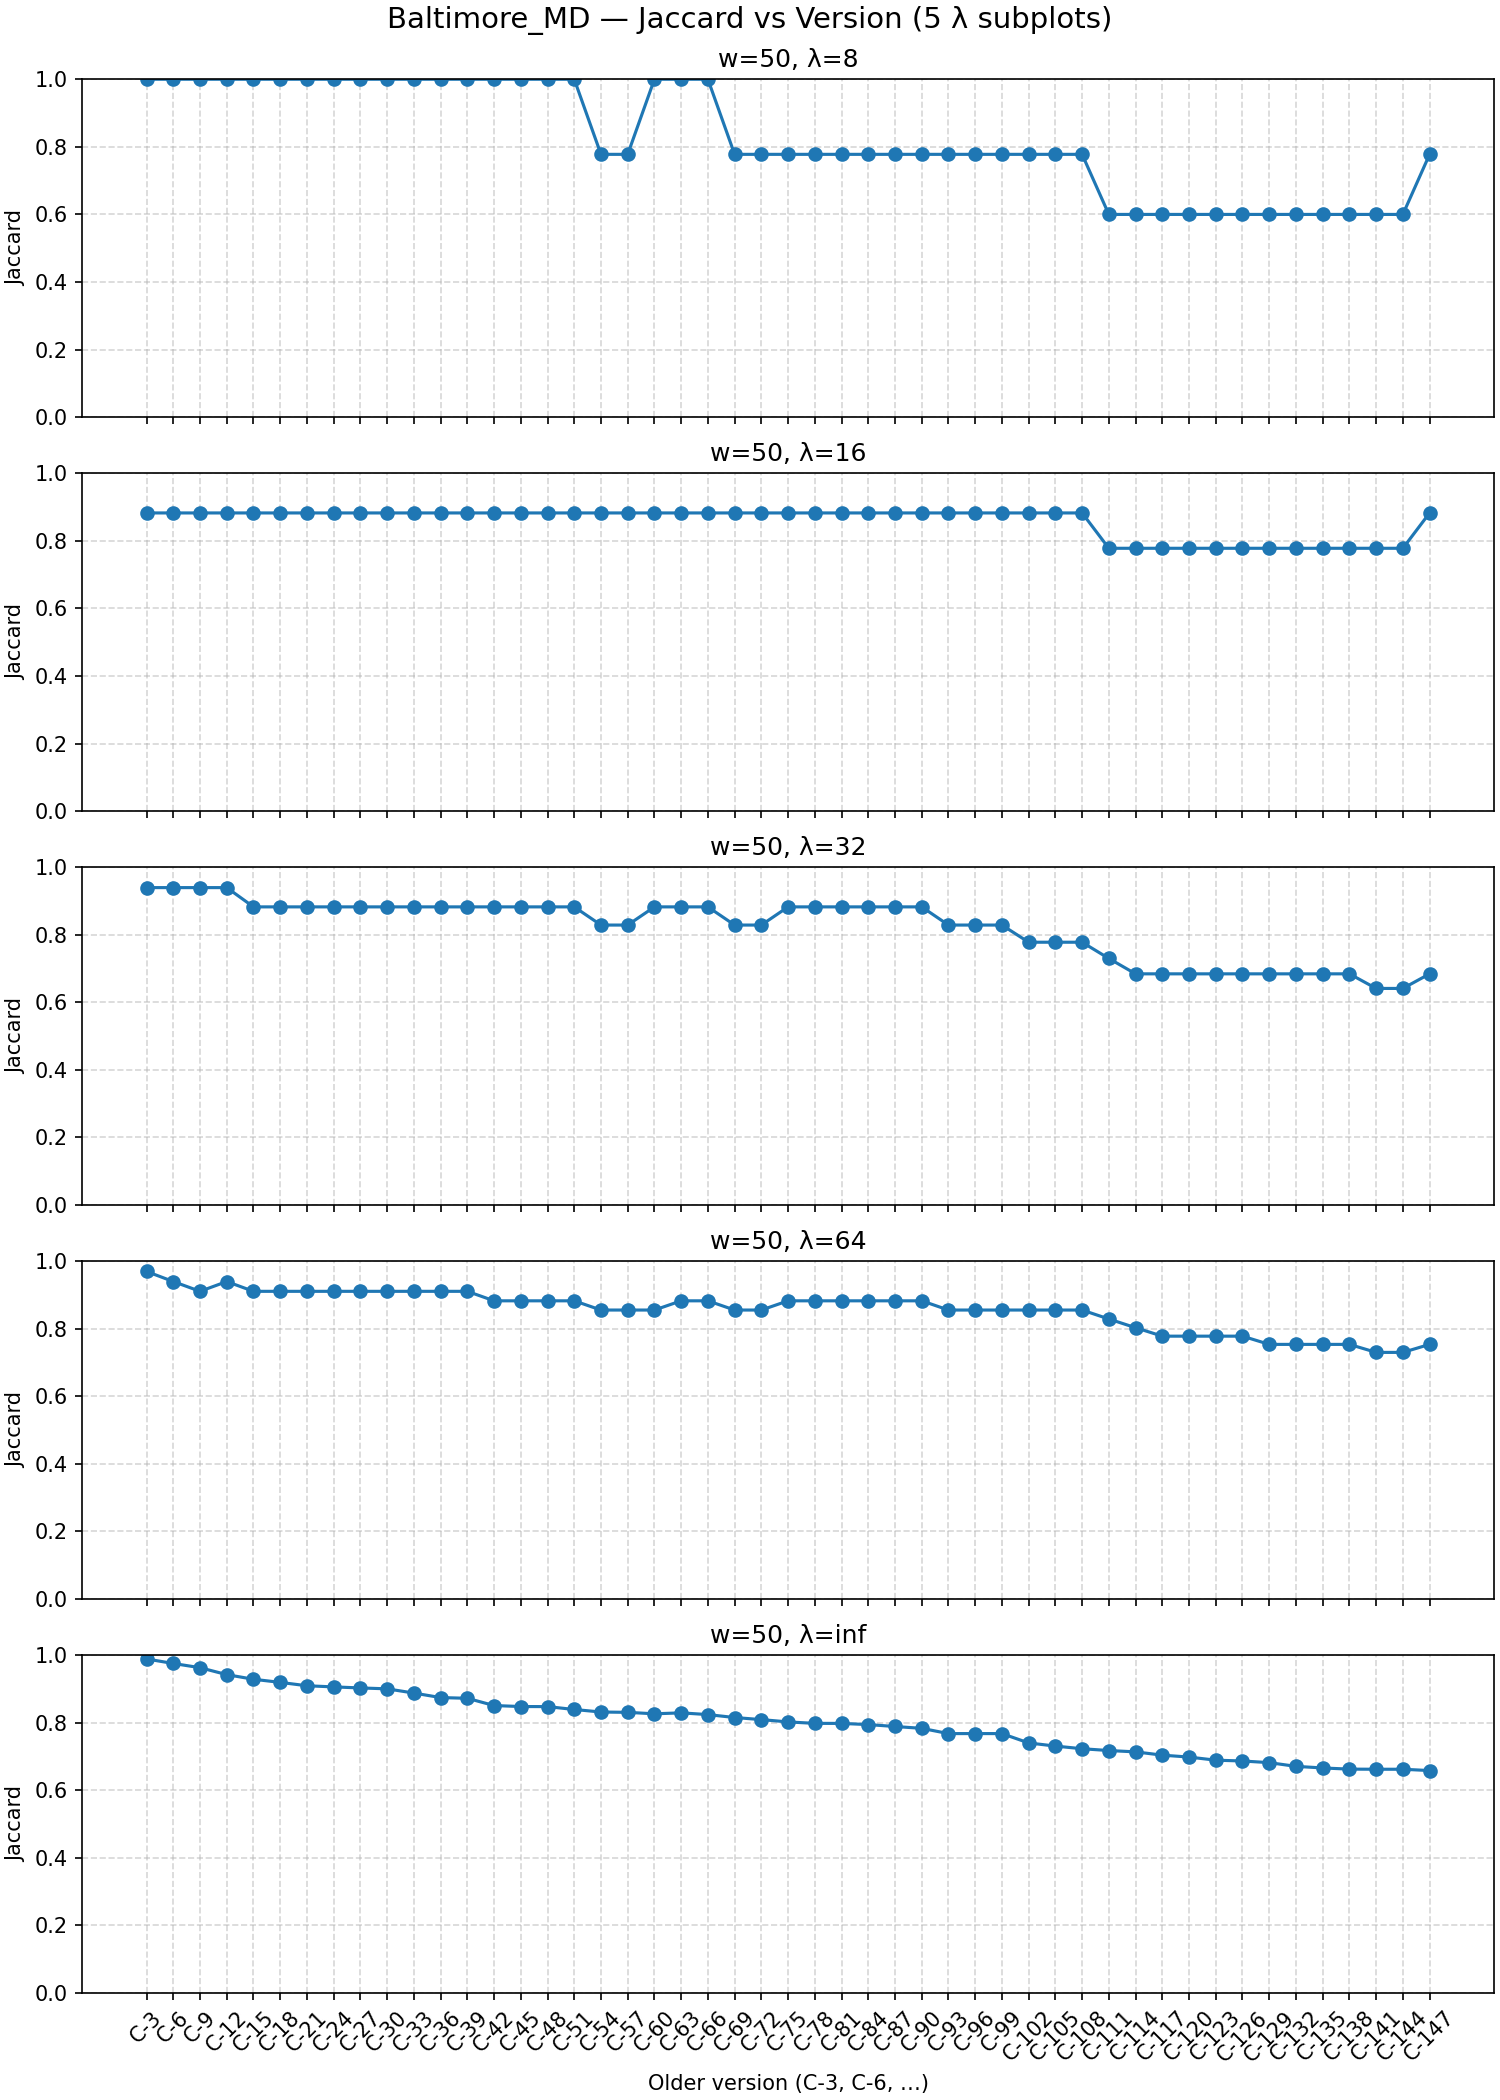 Baltimore_MD — Jaccard vs Version (5 λ subplots)
w=50, λ=8
1.0
0.8
0.6
0.4
0.2
0.0
Jaccard
w=50, λ=16
1.0
0.8
0.6
0.4
0.2
0.0
Jaccard
w=50, λ=32
1.0
0.8
0.6
0.4
0.2
0.0
Jaccard
w=50, λ=64
1.0
0.8
0.6
0.4
0.2
0.0
Jaccard
w=50, λ=inf
1.0
0.8
0.6
0.4
0.2
0.0
Jaccard
C-3 C-6 C-9 C-12 C-15 C-18 C-21 C-24 C-27 C-30 C-33 C-36 C-39 C-42 C-45 C-48 C-51 C-54 C-57 C-60 C-63 C-66 C-69 C-72 C-75 C-78 C-81 C-84 C-87 C-90 C-93 C-96 C-99 C-102 C-105 C-108 C-111 C-114 C-117 C-120 C-123 C-126 C-129 C-132 C-135 C-138 C-141 C-144 C-147
Older version (C-3, C-6, ...)